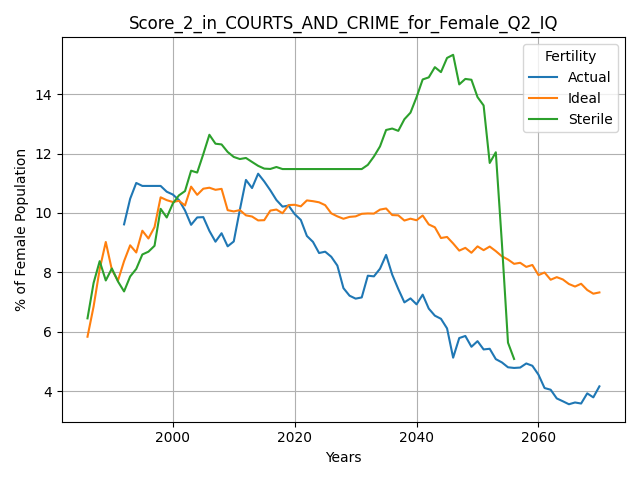 Score_2_in_COURTS_AND_CRIME_for_Female_Q2_IQ
Fertility
Actual
Ideal
Sterile
% of Female Population
14
12
10
8
6
4
2000
2020
2040
2060
Years